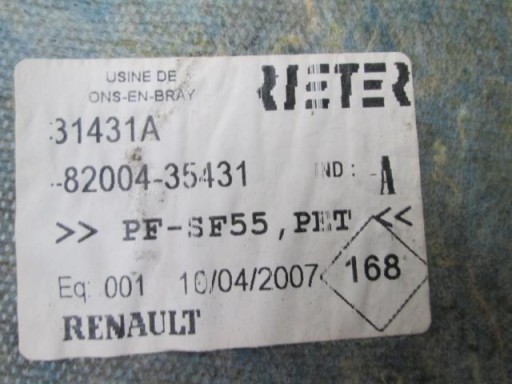 USINE DE
ONS-EN-BRAY
RIETER
31431A
82004-35431 IND : A
>> PF-SF55,PET <<
Eq: 001 10/04/2007 168
RENAULT